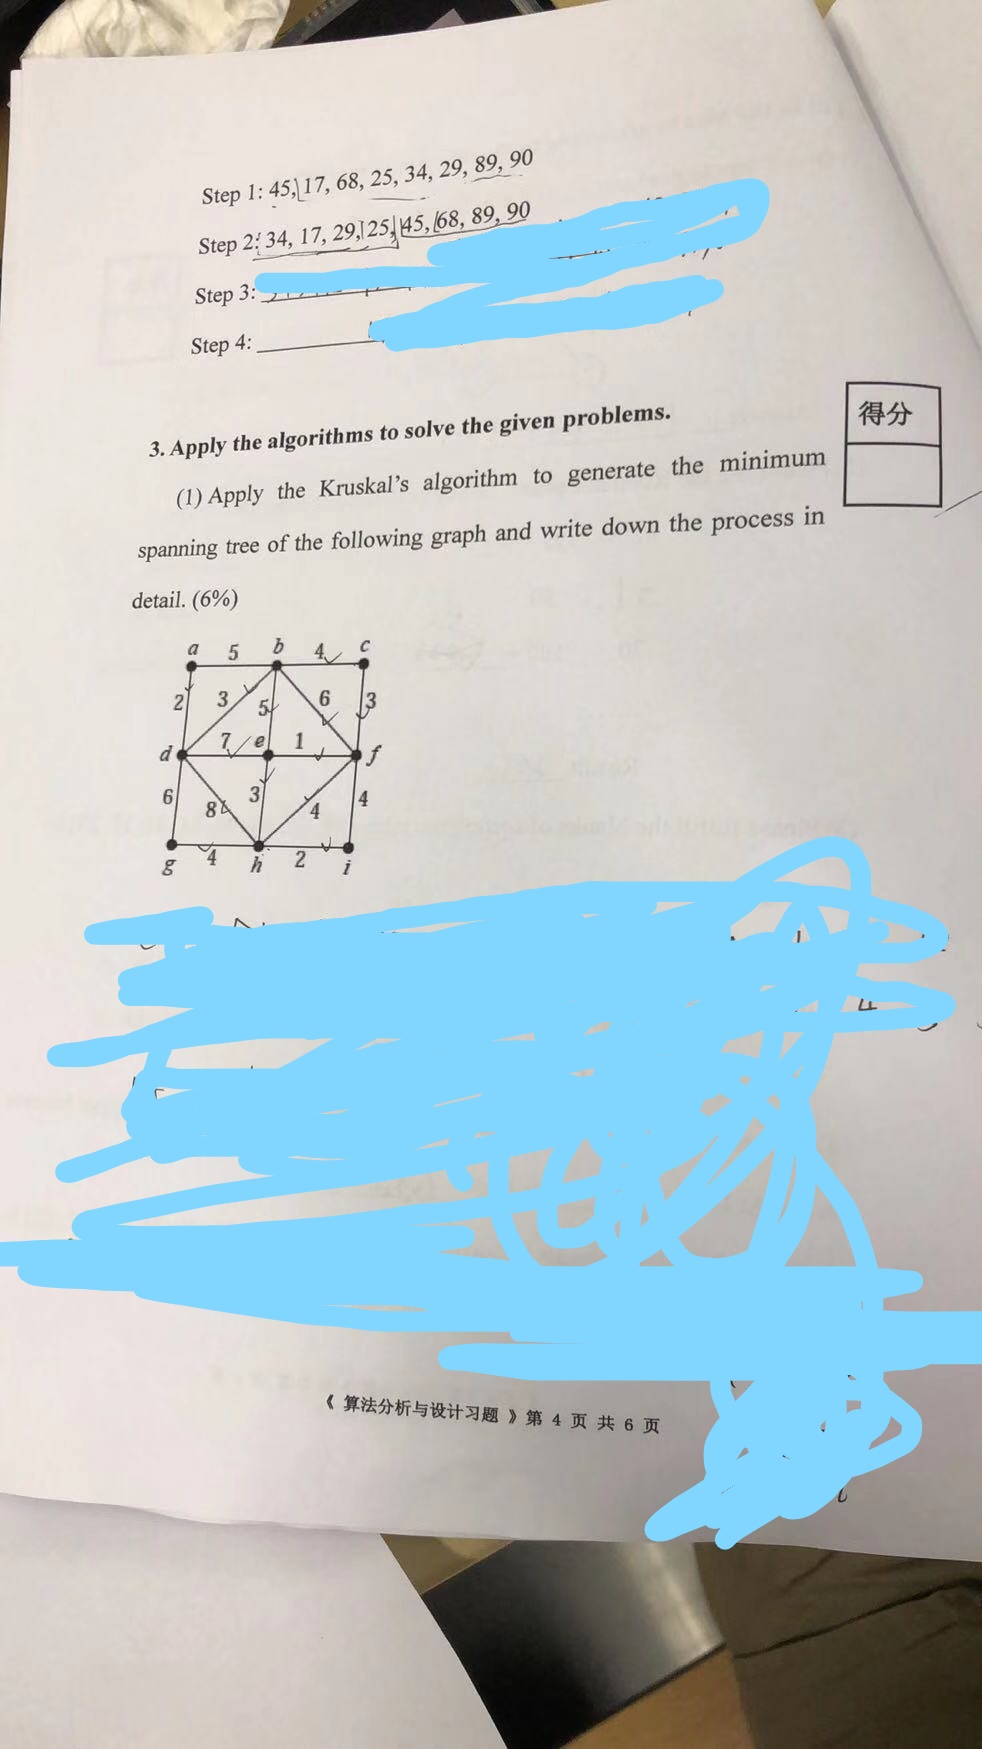 Step 1: 45, 17, 68, 25, 34, 29, 89, 90
Step 2: 34, 17, 29, 25, 45, 68, 89, 90
Step 3:
Step 4:
得分
3. Apply the algorithms to solve the given problems.
(1) Apply the Kruskal's algorithm to generate the minimum
spanning tree of the following graph and write down the process in
detail. (6%)
a 5 b 4 c
2 3 5 6 3
d 7 e 1 f
6 8 3 4 4
g 4 h 2 i
4
《 算法分析与设计习题 》第 4 页 共 6 页